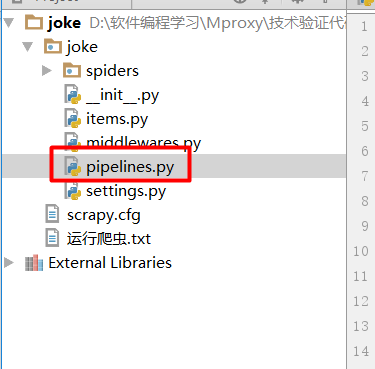 joke D:\软件编程学习\Mproxy\技术验证代
joke
spiders
__init__.py
items.py
middlewares.py
pipelines.py
settings.py
scrapy.cfg
运行爬虫.txt
External Libraries
1
2
3
4
5
6
7
8
9
10
11
12
13
14